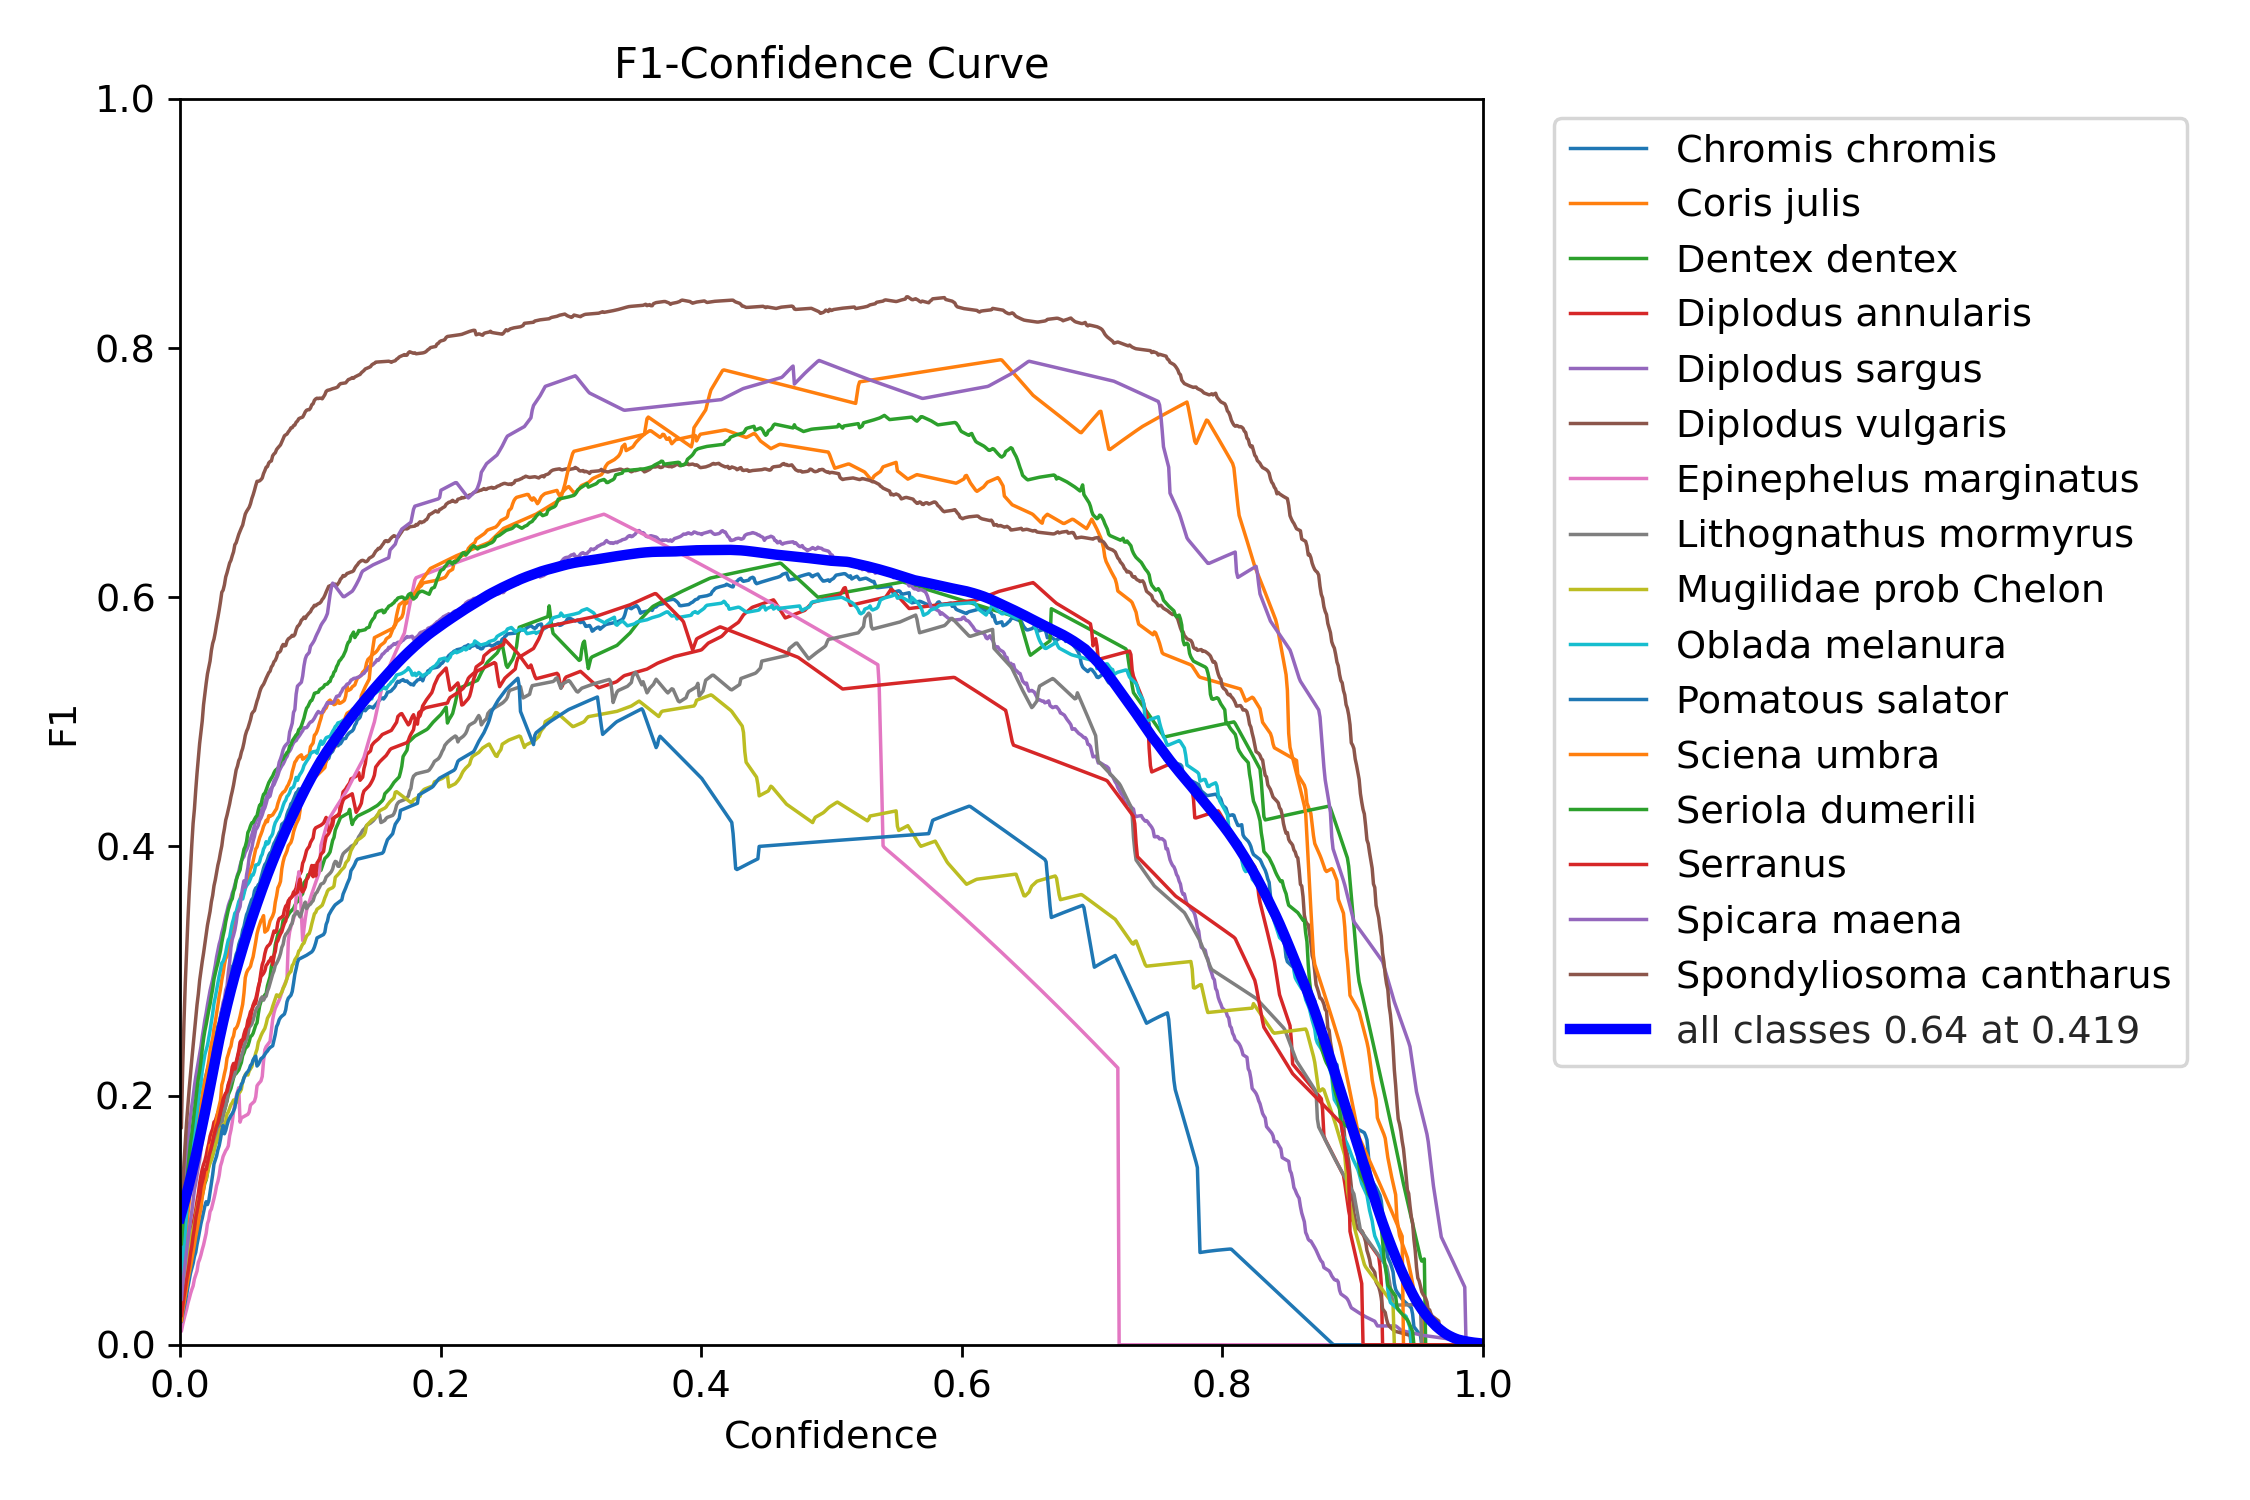 F1-Confidence Curve
1.0
0.8
0.6
0.4
0.2
0.0
F1
0.0 0.2 0.4 0.6 0.8 1.0
Confidence
Chromis chromis
Coris julis
Dentex dentex
Diplodus annularis
Diplodus sargus
Diplodus vulgaris
Epinephelus marginatus
Lithognathus mormyrus
Mugilidae prob Chelon
Oblada melanura
Pomatous salator
Sciena umbra
Seriola dumerili
Serranus
Spicara maena
Spondyliosoma cantharus
all classes 0.64 at 0.419